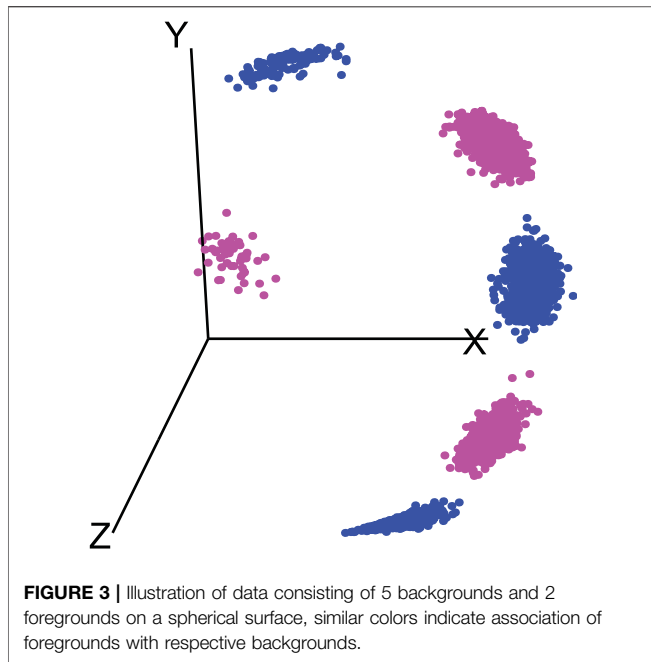 Y
X
Z
FIGURE 3 | Illustration of data consisting of 5 backgrounds and 2
foregrounds on a spherical surface, similar colors indicate association of
foregrounds with respective backgrounds.